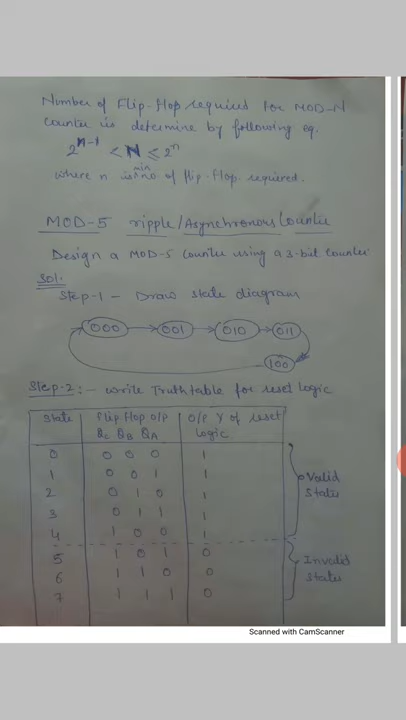 Number of Flip-Flop required for MOD-N
Counter is determine by following eq.
2^n-1 < N ≤ 2^n
where n is min no of flip-flop required.
MOD-5 ripple/Asynchronous Counter
Design a MOD-5 Counter using a 3-bit Counter
Sol.
Step-1 - Draw state diagram
000 001 010 011
100
Step-2:- write Truth table for reset logic
State Flip Flop O/P O/P Y of reset
QC QB QA logic
0 0 0 0 1
1 0 0 1 1
2 0 1 0 1
3 0 1 1 1
4 1 0 0 1
Valid
State
5 1 0 1 0
6 1 1 0 0
7 1 1 1 0
Invalid
State
Scanned with CamScanner